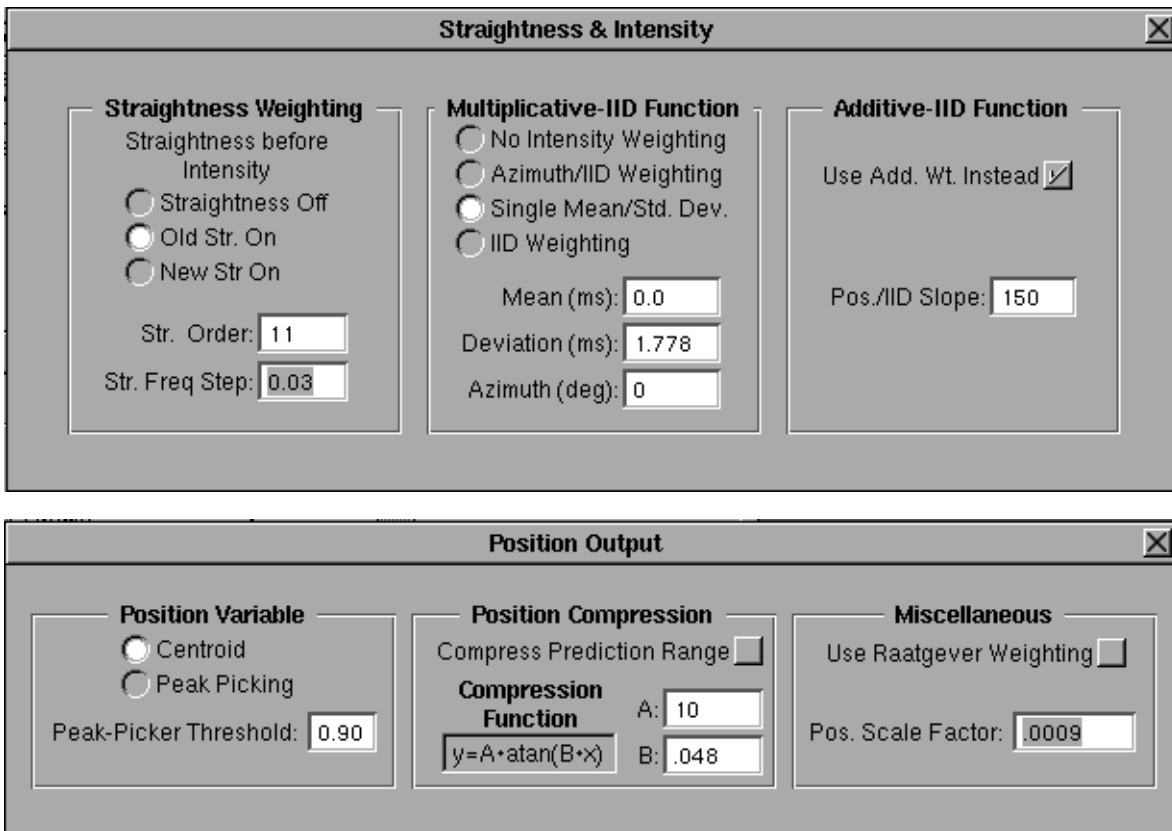 Straightness & Intensity
Straightness Weighting
Straightness before
Intensity
Straightness Off
Old Str. On
New Str On
Str. Order: 11
Str. Freq Step: 0.03
Multiplicative-IID Function
No Intensity Weighting
Azimuth/IID Weighting
Single Mean/Std. Dev.
IID Weighting
Mean (ms): 0.0
Deviation (ms): 1.778
Azimuth (deg): 0
Additive-IID Function
Use Add. Wt. Instead
Pos./IID Slope: 150
Position Output
Position Variable
Centroid
Peak Picking
Peak-Picker Threshold: 0.90
Position Compression
Compress Prediction Range
Compression
Function
y=A*atan(B*x)
A: 10
B: .048
Miscellaneous
Use Raatgever Weighting
Pos. Scale Factor: .0009